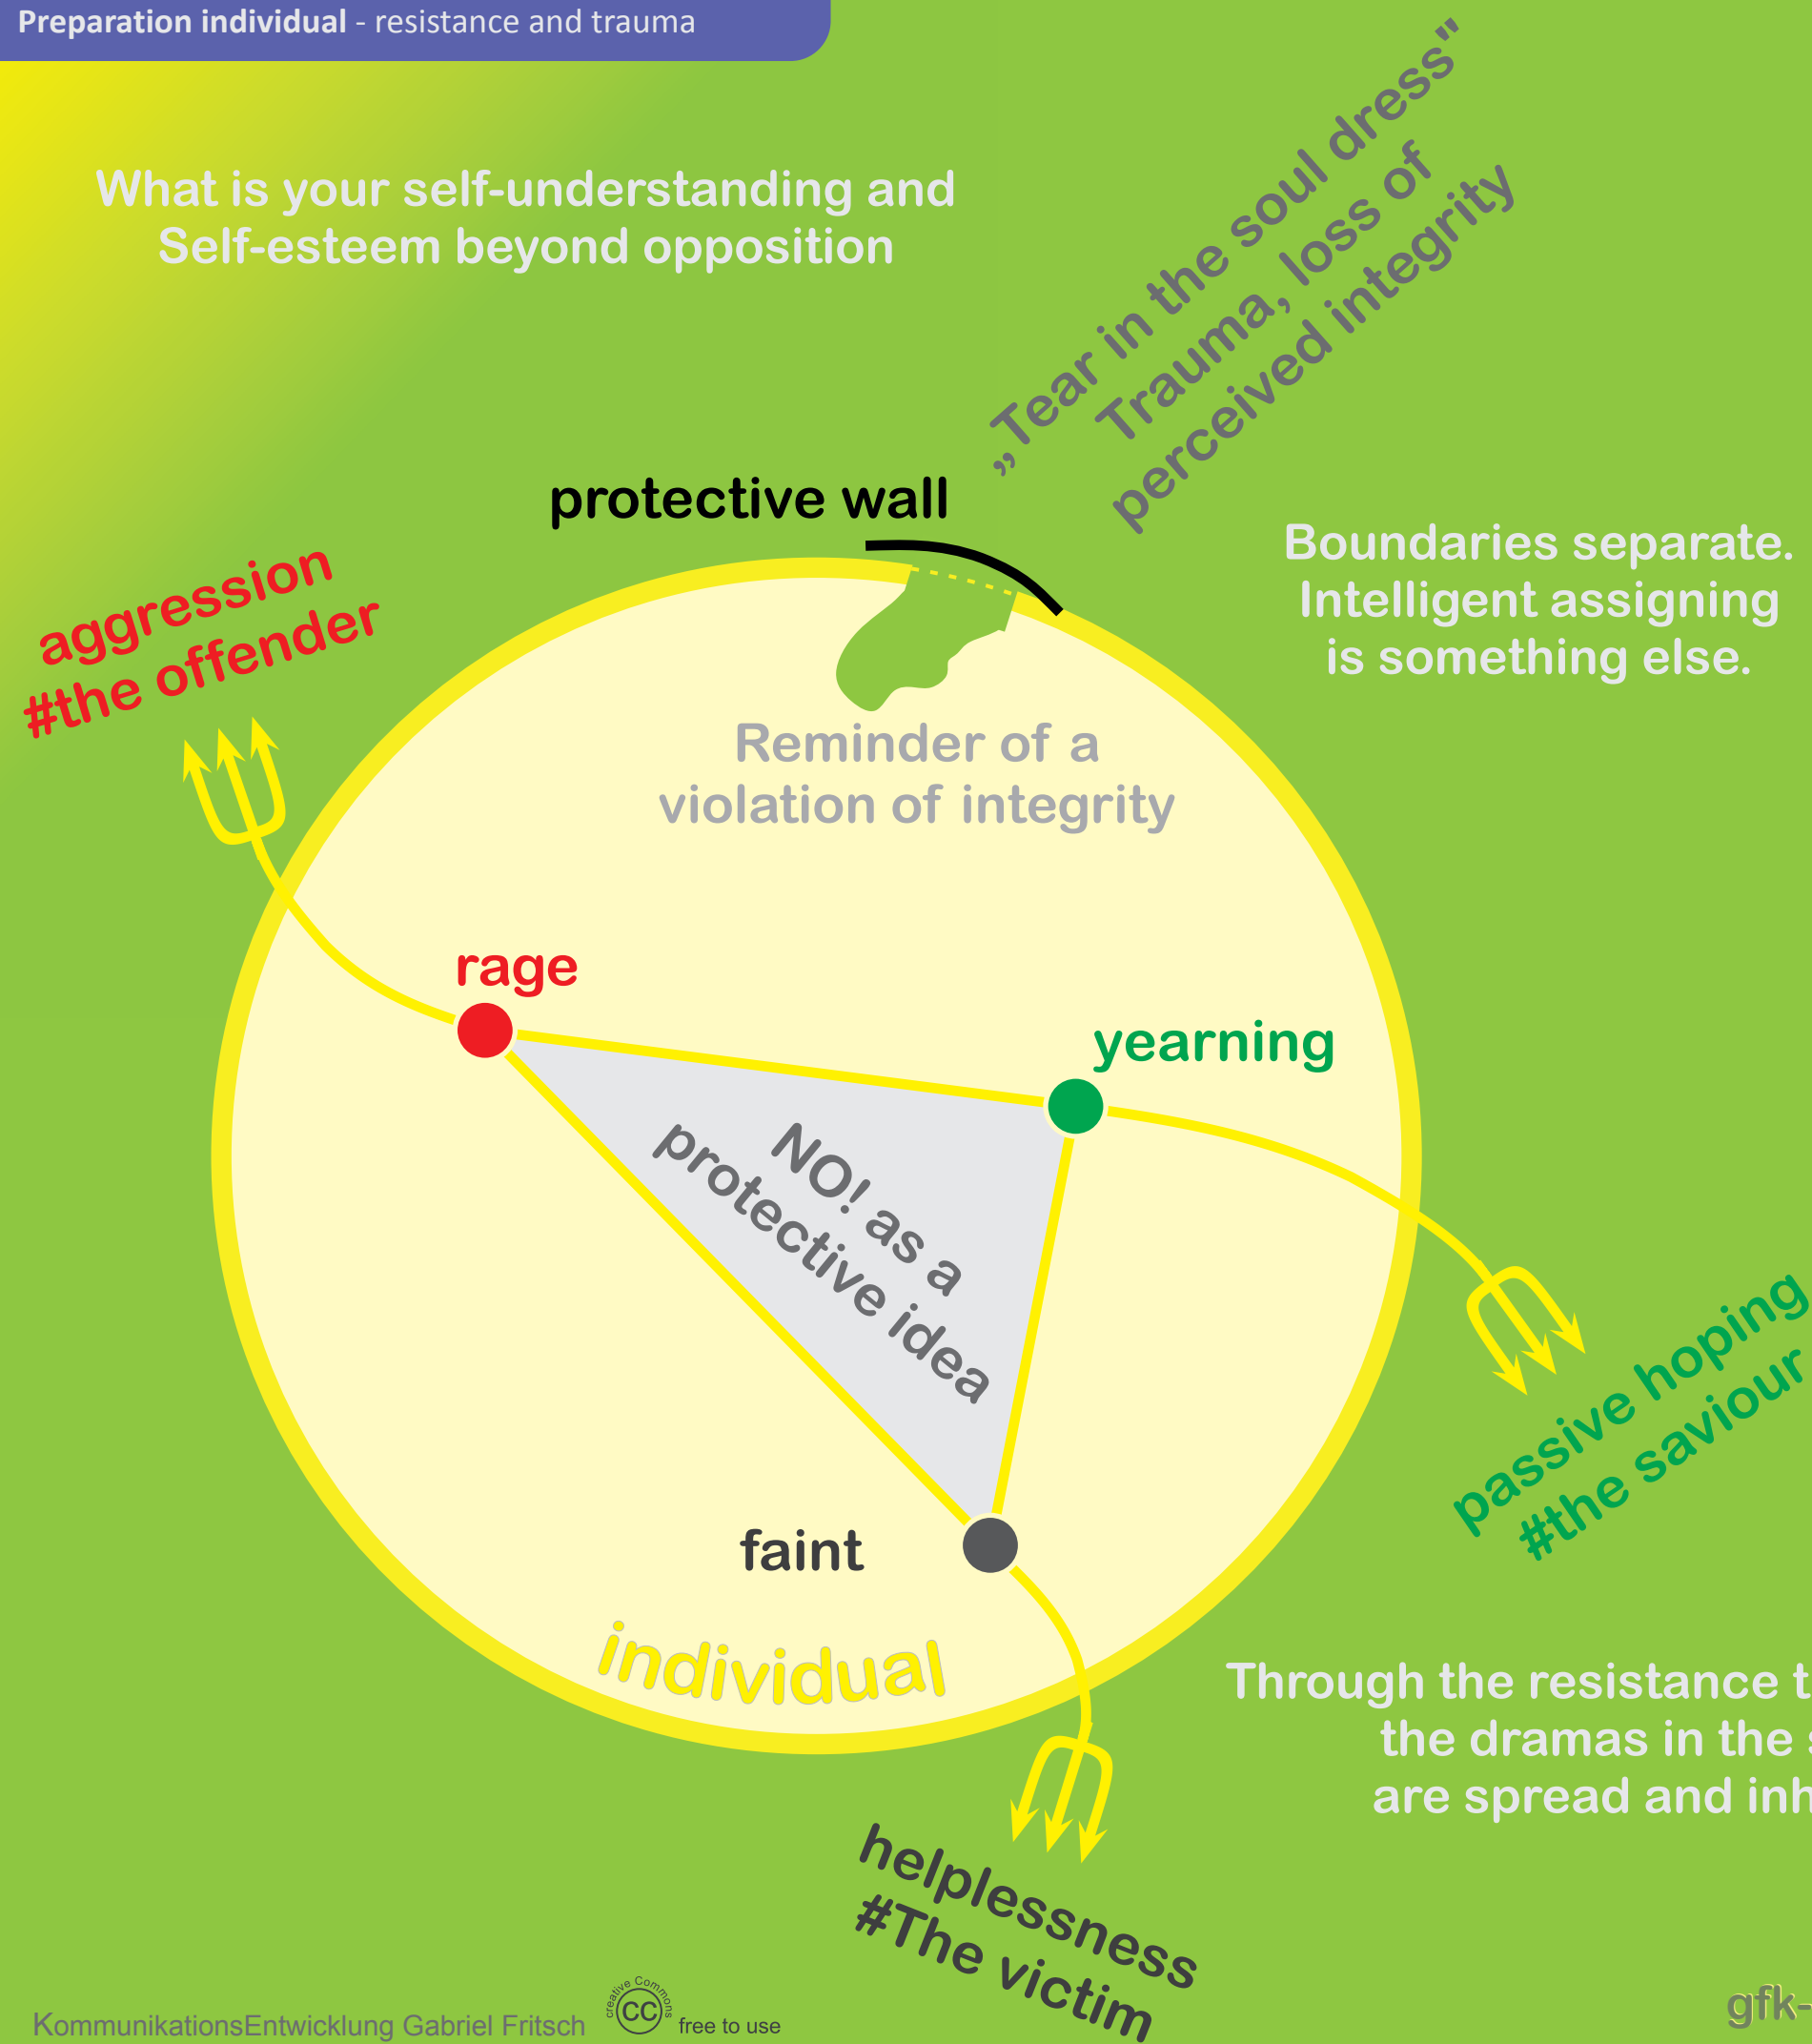 Preparation individual - resistance and trauma
What is your self-understanding and
Self-esteem beyond opposition
„Tear in the soul dress"
Trauma, loss of
perceived integrity
protective wall
Boundaries separate.
Intelligent assigning
is something else.
aggression
#the offender
Reminder of a
violation of integrity
rage
yearning
NO! as a
protective idea
passive hoping
#the saviour
faint
individual
Through the resistance
the dramas in the
are spread and
helplessness
#The victim
KommunikationsEntwicklung Gabriel Fritsch
creative Commons
cc
free to use
gfk-